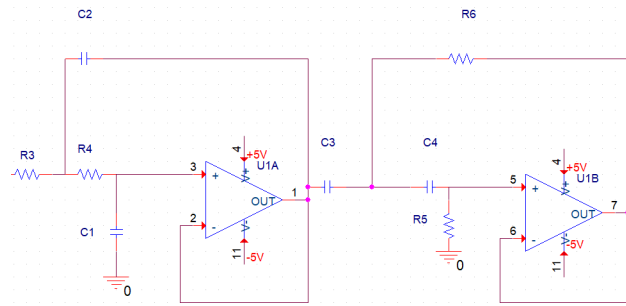 C2
R6
R3
R4
C1
0
3
2
4
+5V
U1A
V+
+
-
OUT
V-
1
11
-5V
C3
C4
R5
0
5
6
4
+5V
U1B
V+
+
-
OUT
V-
7
11
-5V